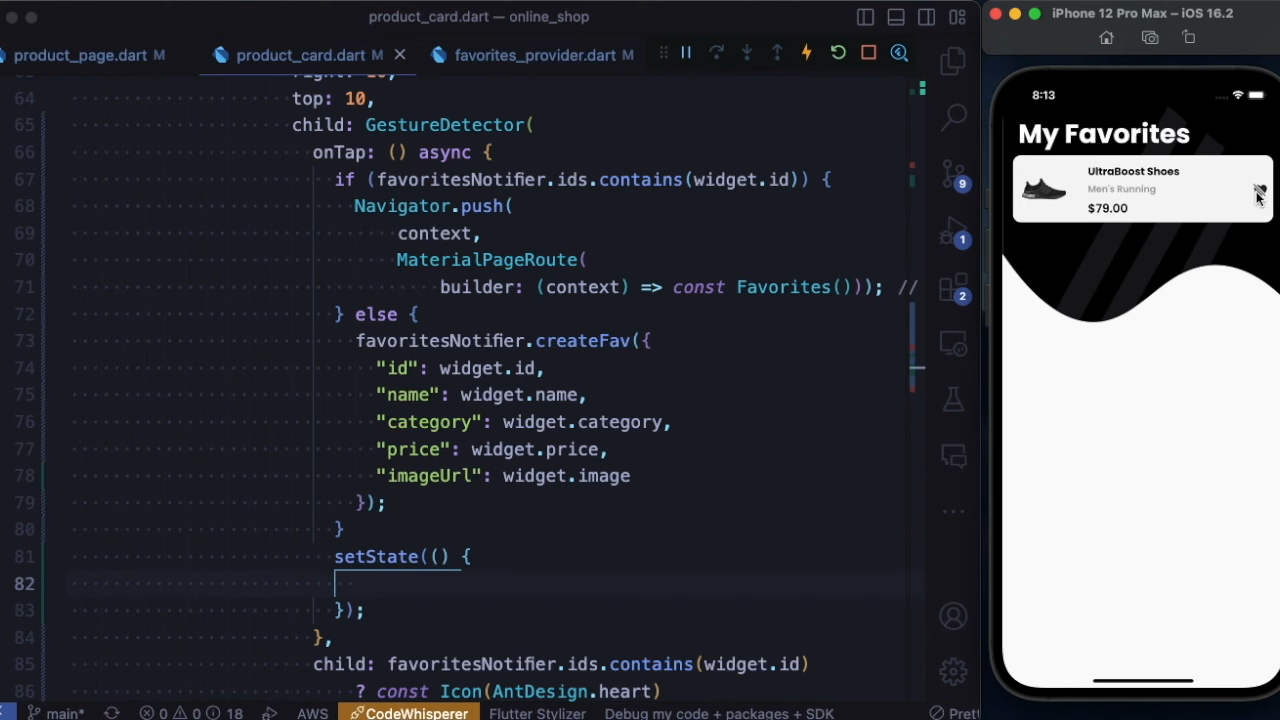 product_card.dart — online_shop
iPhone 12 Pro Max – iOS 16.2
product_page.dart M
product_card.dart M
favorites_provider.dart M
64 top: 10,
65 child: GestureDetector(
66 onTap: () async {
67 if (favoritesNotifier.ids.contains(widget.id)) {
68 Navigator.push(
69 context,
70 MaterialPageRoute(
71 builder: (context) => const Favorites())); //
72 } else {
73 favoritesNotifier.createFav({
74 "id": widget.id,
75 "name": widget.name,
76 "category": widget.category,
77 "price": widget.price,
78 "imageUrl": widget.image
79 });
80 }
81 setState(() {
82
83 });
84 },
85 child: favoritesNotifier.ids.contains(widget.id)
86 ? const Icon(AntDesign.heart)
9
1
2
main*
0
0
18
AWS
CodeWhisperer
Flutter Stylizer
Debug my code + packages + SDK
8:13
My Favorites
UltraBoost Shoes
Men's Running
$79.00